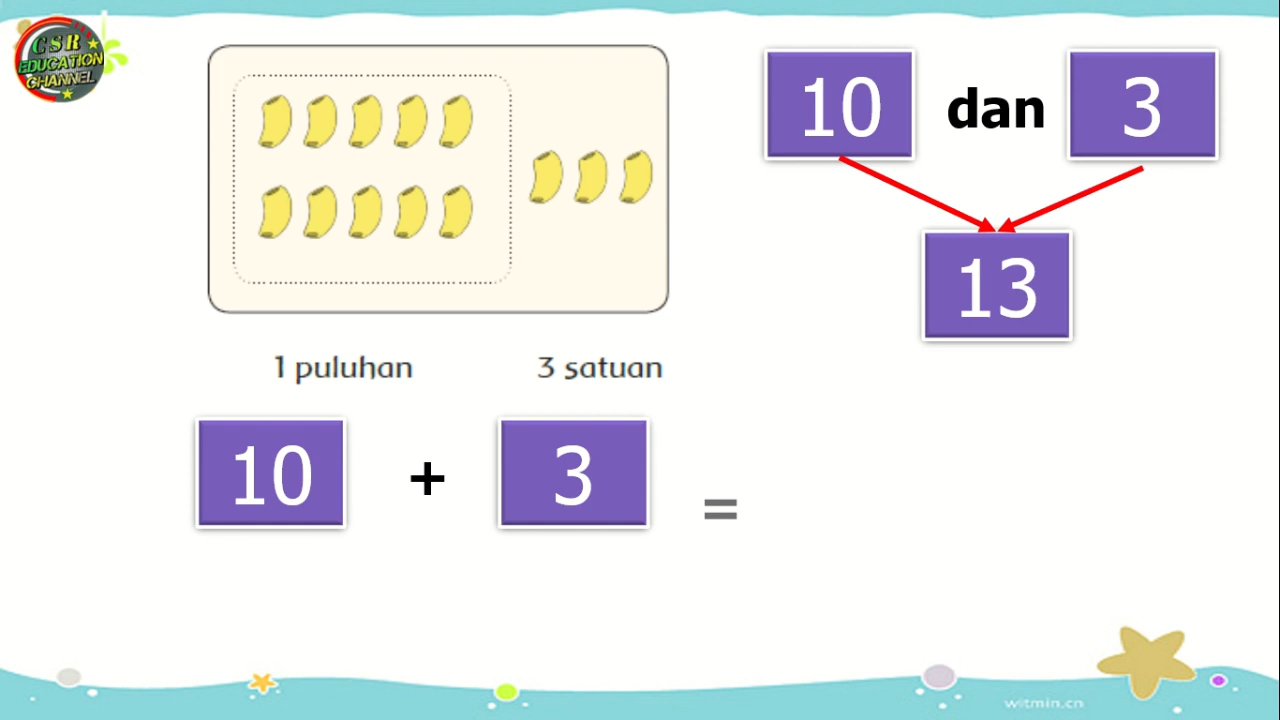 CSR
EDUCATION
CHANNEL
10 dan 3
13
1 puluhan 3 satuan
10 + 3 =
witmin.cn